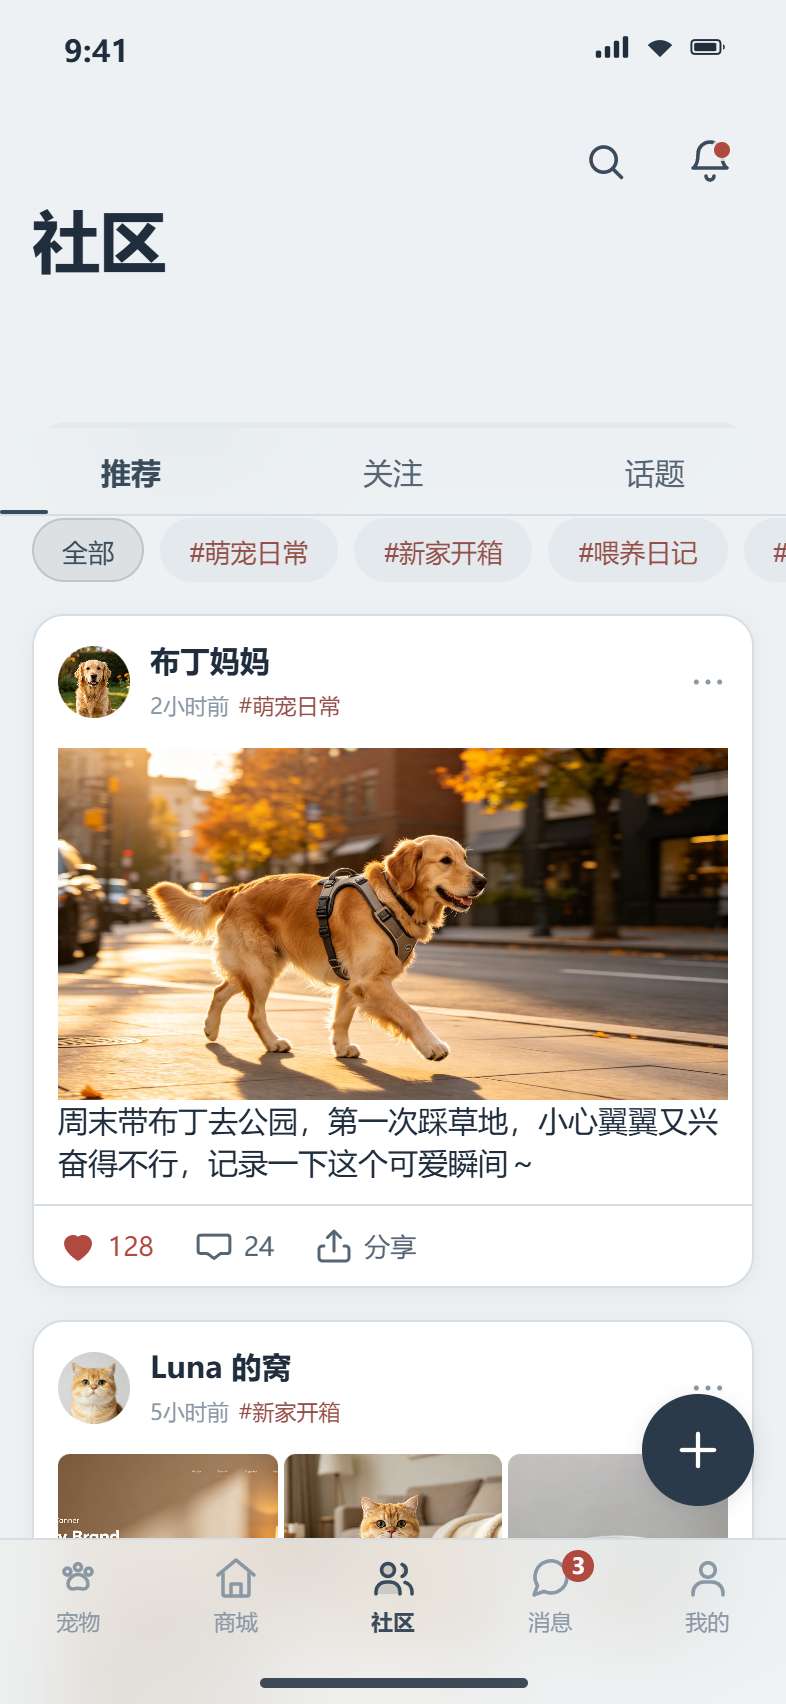 9:41
社区
推荐
关注
话题
全部
#萌宠日常
#新家开箱
#喂养日记
#
布丁妈妈
2小时前 #萌宠日常
周末带布丁去公园，第一次踩草地，小心翼翼又兴
奋得不行，记录一下这个可爱瞬间～
128
24
分享
Luna 的窝
5小时前 #新家开箱
y Brand
宠物
商城
社区
3
消息
我的